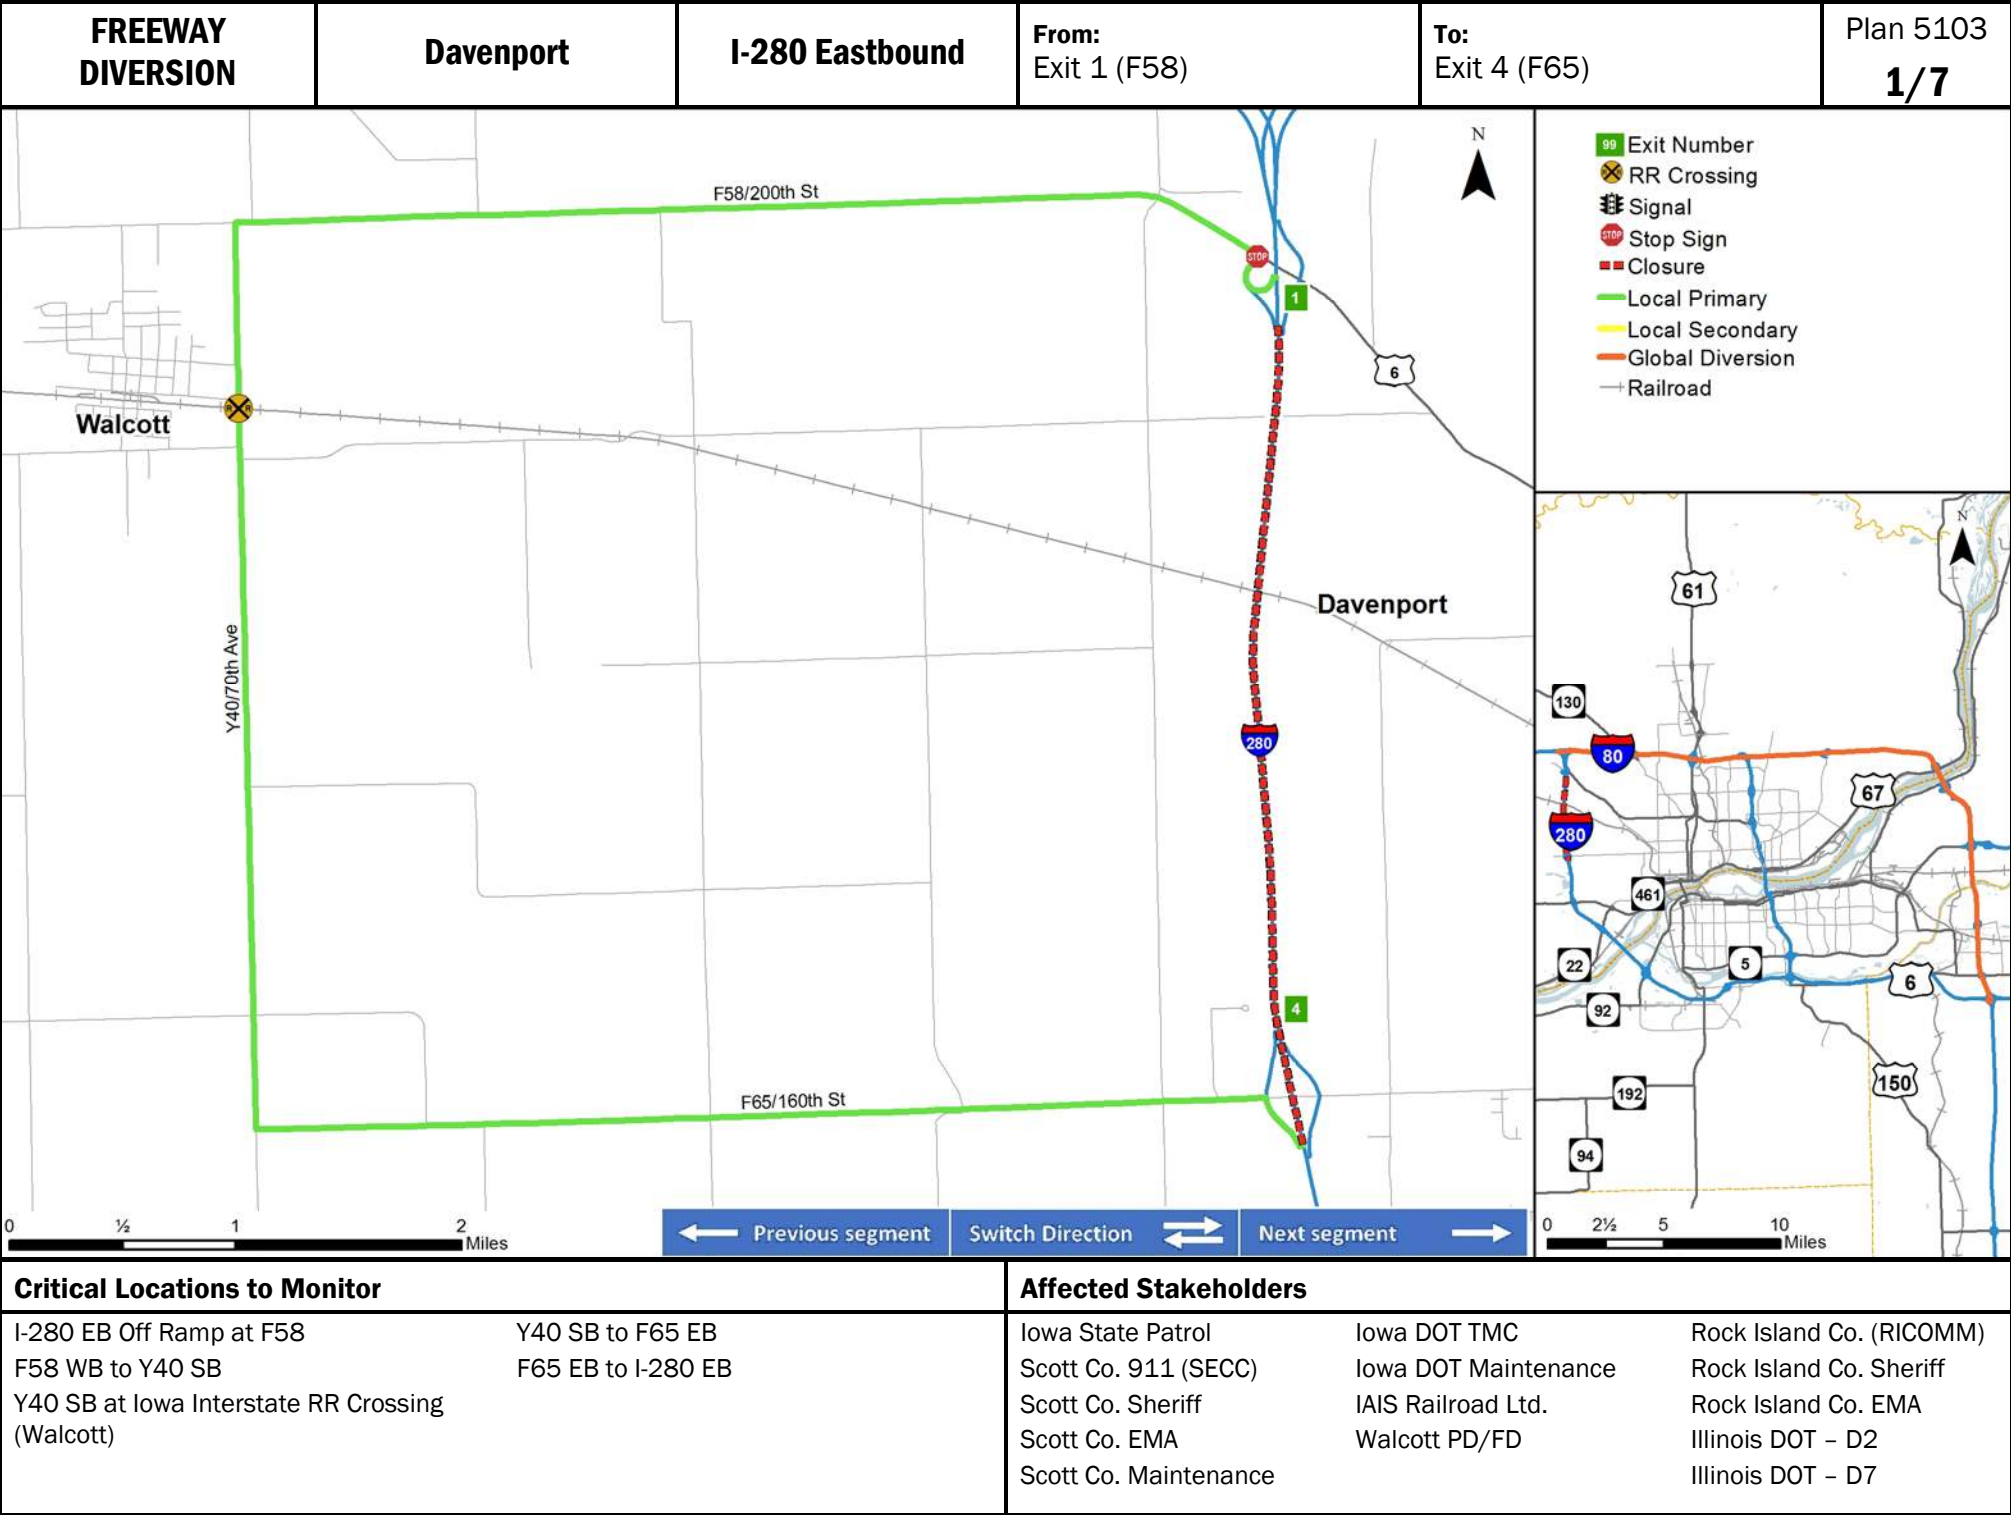 FREEWAY
DIVERSION
Davenport
I-280 Eastbound
From:
Exit 1 (F58)
To:
Exit 4 (F65)
Plan 5103
1/7
F58/200th St
N
STOP
1
6
R R
Walcott
Davenport
Y40/70th Ave
280
4
F65/160th St
0 ½ 1 2
Miles
Previous segment
Switch Direction
Next segment
99 Exit Number
RR Crossing
Signal
STOP Stop Sign
Closure
Local Primary
Local Secondary
Global Diversion
Railroad
N
61
130
80
67
280
461
22
5
6
92
150
192
94
0 2½ 5 10
Miles
Critical Locations to Monitor
I-280 EB Off Ramp at F58
F58 WB to Y40 SB
Y40 SB at Iowa Interstate RR Crossing
(Walcott)
Y40 SB to F65 EB
F65 EB to I-280 EB
Affected Stakeholders
Iowa State Patrol
Scott Co. 911 (SECC)
Scott Co. Sheriff
Scott Co. EMA
Scott Co. Maintenance
Iowa DOT TMC
Iowa DOT Maintenance
IAIS Railroad Ltd.
Walcott PD/FD
Rock Island Co. (RICOMM)
Rock Island Co. Sheriff
Rock Island Co. EMA
Illinois DOT – D2
Illinois DOT – D7